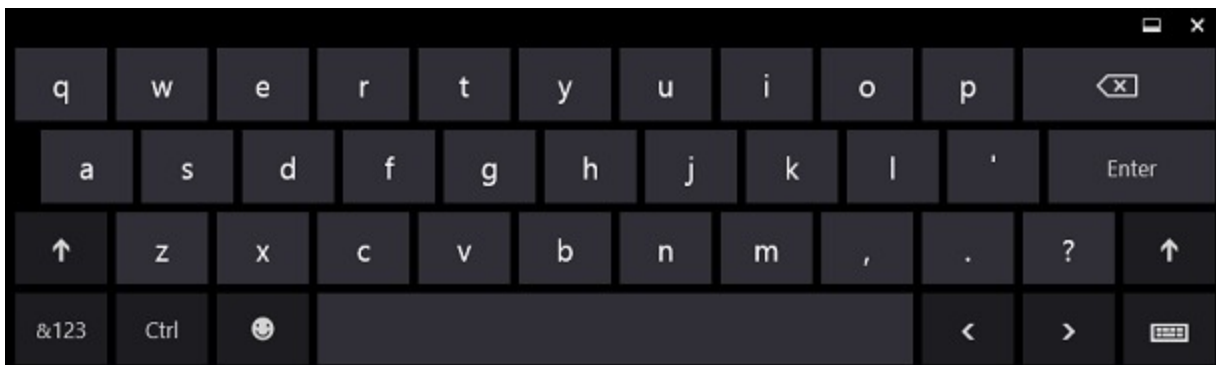 q w e r t y u i o p
a s d f g h j k l ' Enter
z x c v b n m , . ?
&123 Ctrl < >